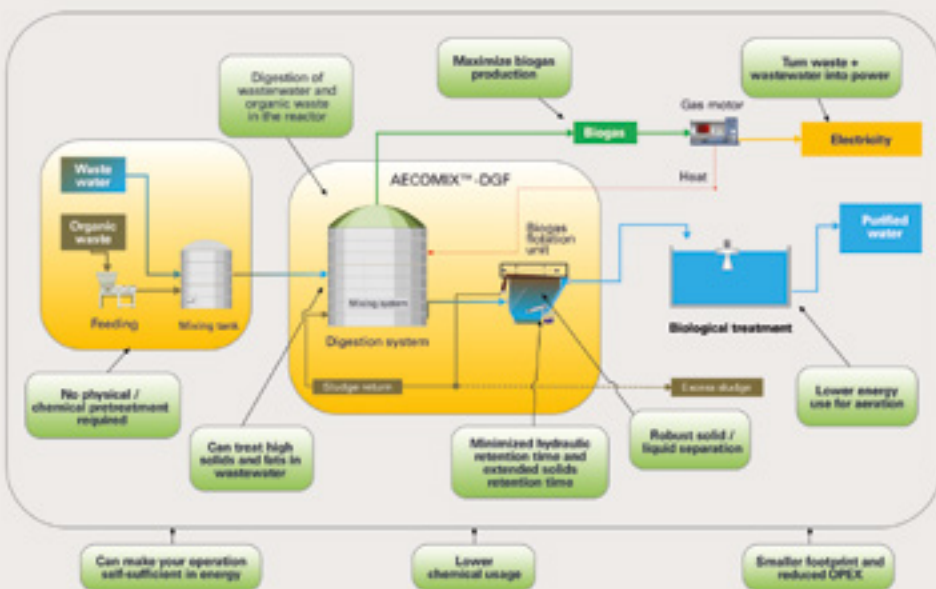 Digestion of
wasterwater and
organic waste
in the reactor
Maximize biogas
production
Turn waste +
wastewater into power
Gas motor
Biogas
Electricity
Heat
AECOMIX™-DGF
Waste
water
Organic
waste
Feeding
Mixing tank
Mixing system
Digestion system
Biogas
flotation
unit
Purified
water
Biological treatment
Sludge return
Excess sludge
No physical /
chemical pretreatment
required
Can treat high
solids and fats in
wastewater
Minimized hydraulic
retention time and
extended solids
retention time
Robust solid /
liquid separation
Lower energy
use for aeration
Can make your operation
self-sufficient in energy
Lower
chemical usage
Smaller footprint and
reduced OPEX